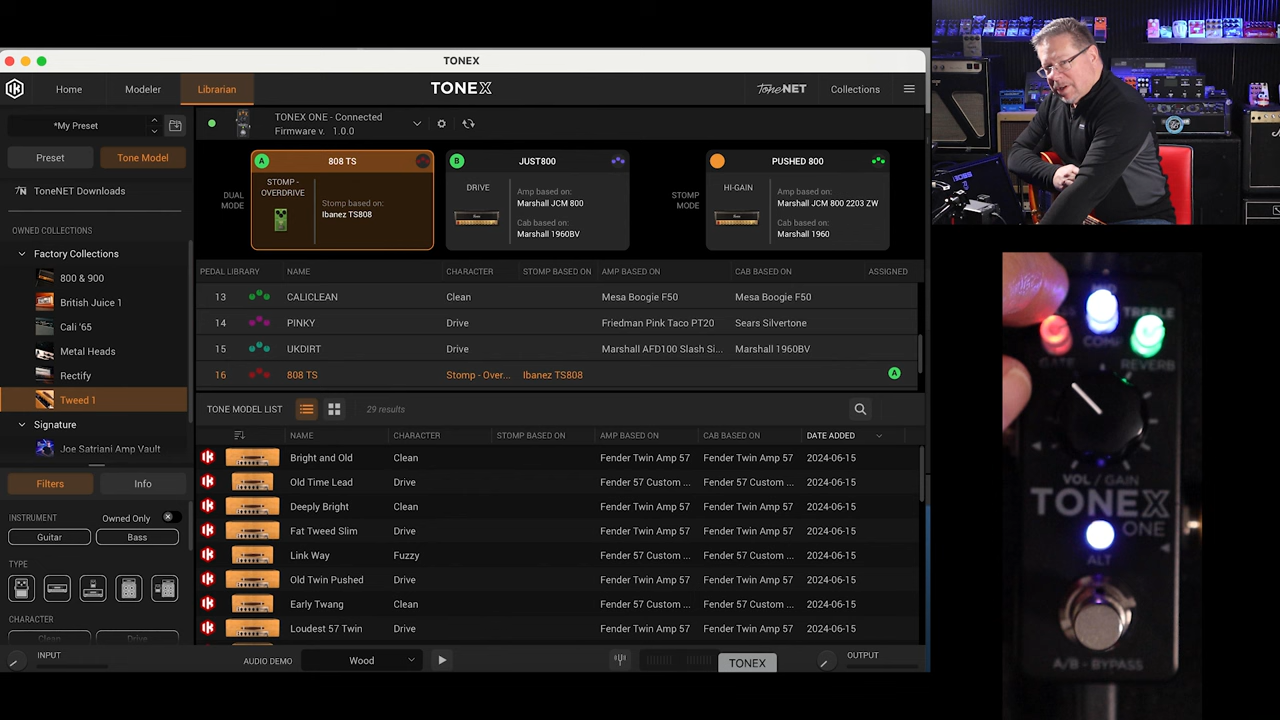 TONEX
Home
Modeler
Librarian
TONEX
ToneNET
Collections
*My Preset
Preset
Tone Model
ToneNET Downloads
OWNED COLLECTIONS
Factory Collections
800 & 900
British Juice 1
Cali '65
Metal Heads
Rectify
Tweed 1
Signature
Joe Satriani Amp Vault
Filters
Info
INSTRUMENT
Owned Only
Guitar
Bass
TYPE
CHARACTER
Clean
Drive
INPUT
TONEX ONE - Connected
Firmware v. 1.0.0
DUAL MODE
A
808 TS
STOMP - OVERDRIVE
Stomp based on:
Ibanez TS808
B
JUST800
DRIVE
Amp based on:
Marshall JCM 800
Cab based on:
Marshall 1960BV
STOMP MODE
PUSHED 800
HI-GAIN
Amp based on:
Marshall JCM 800 2203 ZW
Cab based on:
Marshall 1960
PEDAL LIBRARY NAME CHARACTER STOMP BASED ON AMP BASED ON CAB BASED ON ASSIGNED
13 CALICLEAN Clean Mesa Boogie F50 Mesa Boogie F50
14 PINKY Drive Friedman Pink Taco PT20 Sears Silvertone
15 UKDIRT Drive Marshall AFD100 Slash Si... Marshall 1960BV
16 808 TS Stomp - Over... Ibanez TS808 A
TONE MODEL LIST 29 results
NAME CHARACTER STOMP BASED ON AMP BASED ON CAB BASED ON DATE ADDED
Bright and Old Clean Fender Twin Amp 57 Fender Twin Amp 57 2024-06-15
Old Time Lead Drive Fender 57 Custom ... Fender 57 Custom ... 2024-06-15
Deeply Bright Clean Fender Twin Amp 57 Fender Twin Amp 57 2024-06-15
Fat Tweed Slim Drive Fender Twin Amp 57 Fender Twin Amp 57 2024-06-15
Link Way Fuzzy Fender 57 Custom ... Fender 57 Custom ... 2024-06-15
Old Twin Pushed Drive Fender Twin Amp 57 Fender Twin Amp 57 2024-06-15
Early Twang Clean Fender 57 Custom ... Fender 57 Custom ... 2024-06-15
Loudest 57 Twin Drive Fender Twin Amp 57 Fender Twin Amp 57 2024-06-15
AUDIO DEMO
Wood
TONEX
OUTPUT
BOSS
MID
TREBLE
GATE
COMP
REVERB
VOL / GAIN
TONEX
ONE
ALT
A/B - BYPASS